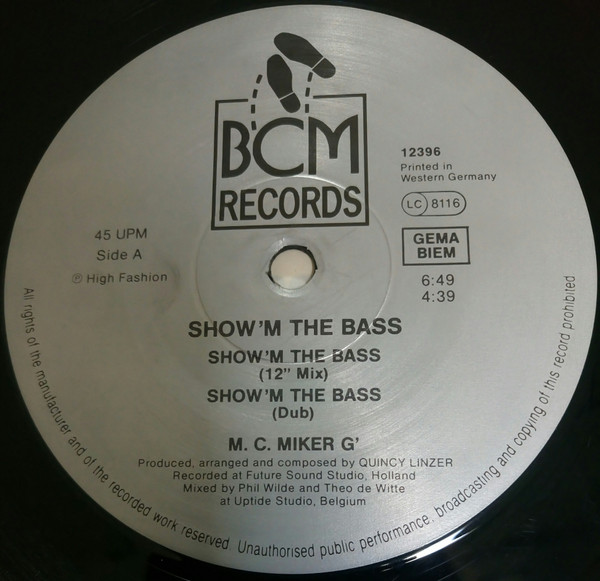 BCM
RECORDS
12396
Printed in
Western Germany
LC 8116
GEMA
BIEM
45 UPM
Side A
℗ High Fashion
6:49
4:39
SHOW'M THE BASS
SHOW'M THE BASS
(12" Mix)
SHOW'M THE BASS
(Dub)
M. C. MIKER G'
Produced, arranged and composed by QUINCY LINZER
Recorded at Future Sound Studio, Holland
Mixed by Phil Wilde and Theo de Witte
at Uptide Studio, Belgium
All rights of the manufacturer and of the recorded work reserved. Unauthorised public performance, broadcasting and copying of this record prohibited